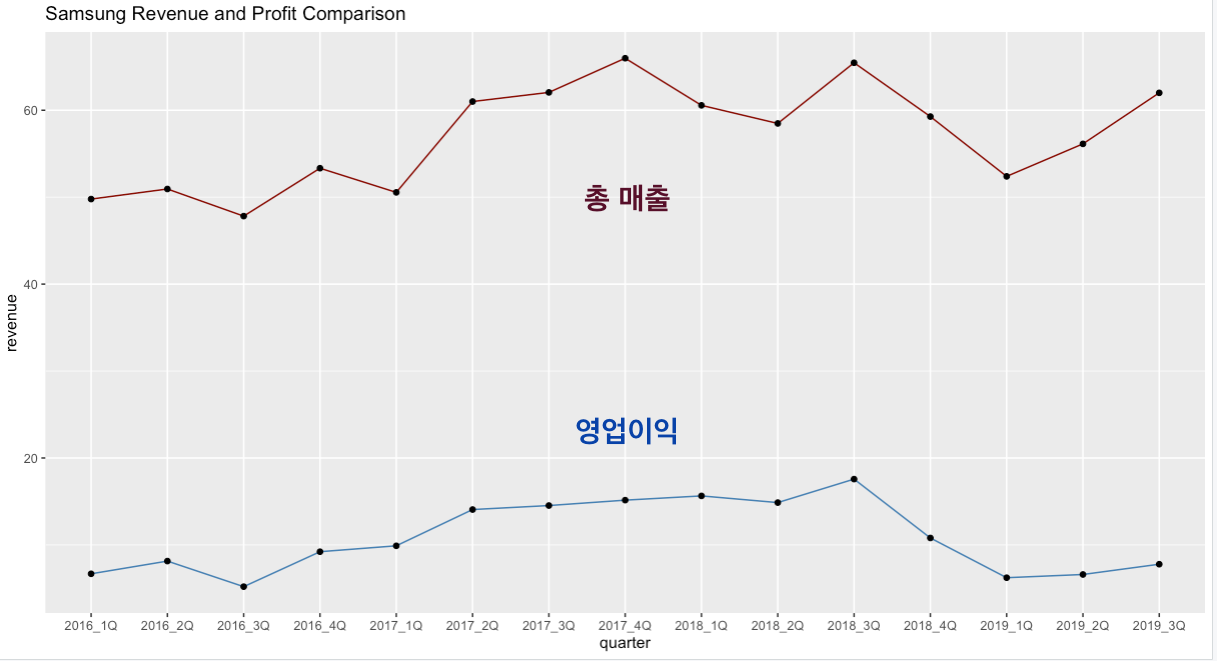 Samsung Revenue and Profit Comparison
60
총 매출
40
revenue
영업이익
20
2016_1Q 2016_2Q 2016_3Q 2016_4Q 2017_1Q 2017_2Q 2017_3Q 2017_4Q 2018_1Q 2018_2Q 2018_3Q 2018_4Q 2019_1Q 2019_2Q 2019_3Q
quarter